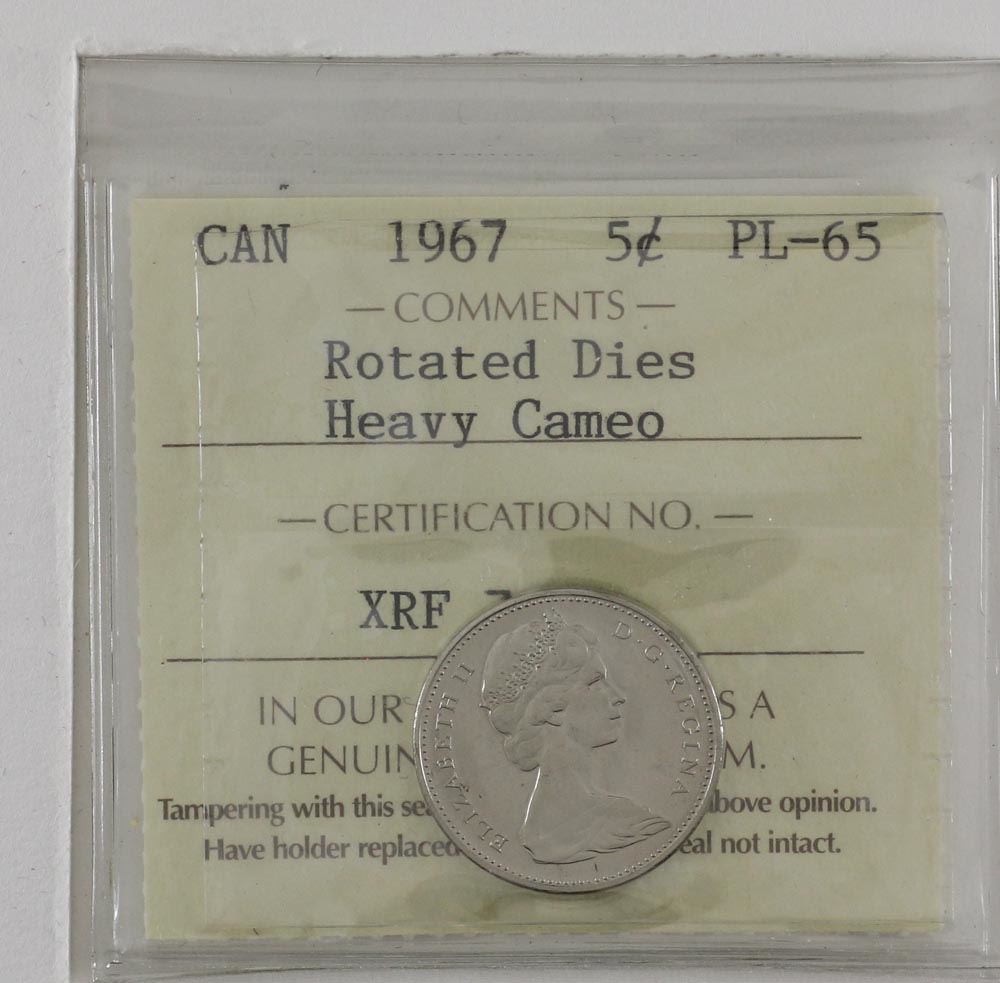 CAN 1967 5¢ PL-65
— COMMENTS —
Rotated Dies
Heavy Cameo
— CERTIFICATION NO. —
XRF
IN OUR S A
GENUIN M.
Tampering with this se bove opinion.
Have holder replaced eal not intact.
ELIZABETH II D·G·REGINA